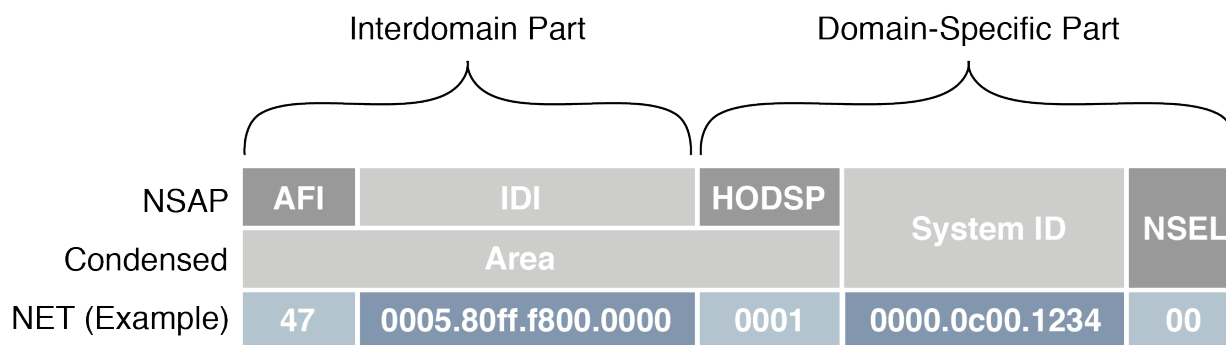 Interdomain Part Domain-Specific Part
NSAP AFI IDI HODSP System ID NSEL
Condensed Area
NET (Example) 47 0005.80ff.f800.0000 0001 0000.0c00.1234 00